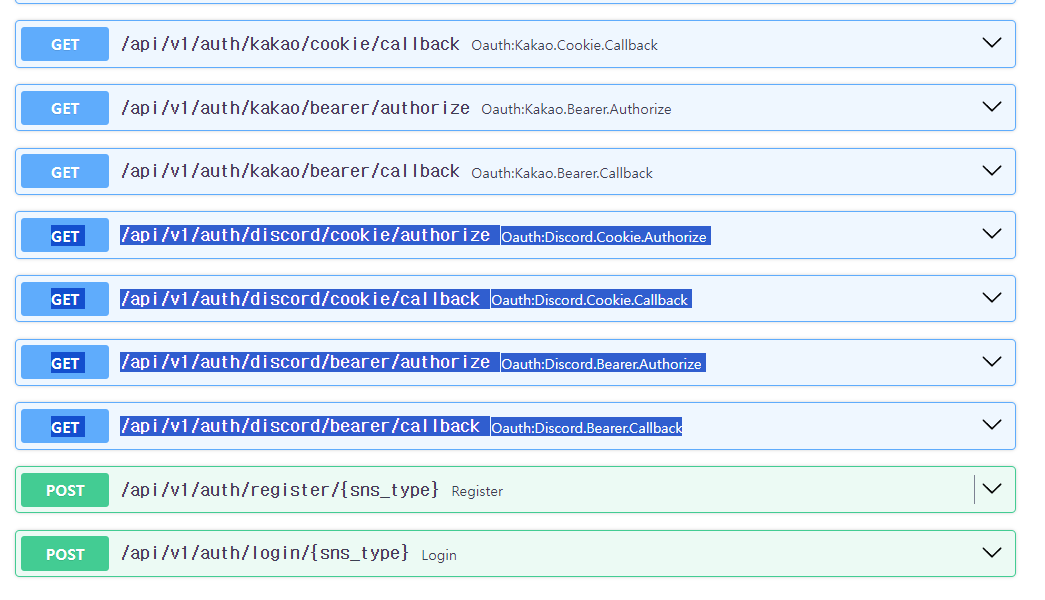 GET /api/v1/auth/kakao/cookie/callback Oauth:Kakao.Cookie.Callback
GET /api/v1/auth/kakao/bearer/authorize Oauth:Kakao.Bearer.Authorize
GET /api/v1/auth/kakao/bearer/callback Oauth:Kakao.Bearer.Callback
GET /api/v1/auth/discord/cookie/authorize Oauth:Discord.Cookie.Authorize
GET /api/v1/auth/discord/cookie/callback Oauth:Discord.Cookie.Callback
GET /api/v1/auth/discord/bearer/authorize Oauth:Discord.Bearer.Authorize
GET /api/v1/auth/discord/bearer/callback Oauth:Discord.Bearer.Callback
POST /api/v1/auth/register/{sns_type} Register
POST /api/v1/auth/login/{sns_type} Login